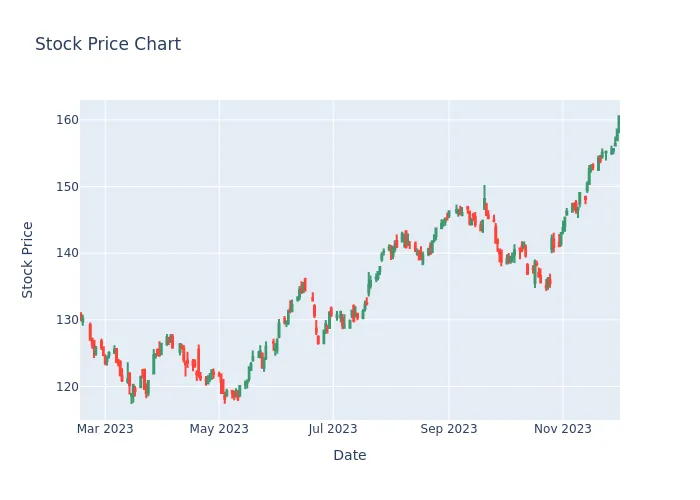 Stock Price Chart
160
150
140
130
120
Stock Price
Mar 2023
May 2023
Jul 2023
Sep 2023
Nov 2023
Date